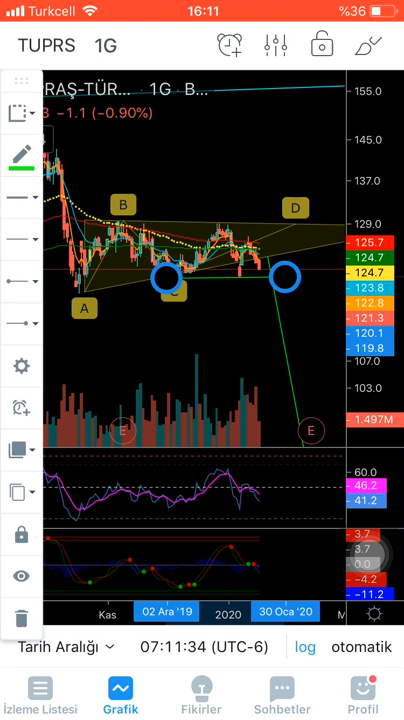 Turkcell 16:11 %36
TUPRS 1G
PRAŞ-TÜR... · 1G · B...
3 −1.1 (−0.90%)
155.0
145.0
137.0
129.0
125.7
124.7
124.7
123.8
122.8
121.3
120.1
119.8
107.0
103.0
1.497M
B
D
A
C
E
E
60.0
46.2
41.2
3.7
3.7
0.0
−4.2
−11.2
Kas 02 Ara '19 2020 30 Oca '20 M
Tarih Aralığı 07:11:34 (UTC-6) log otomatik
İzleme Listesi Grafik Fikirler Sohbetler Profil